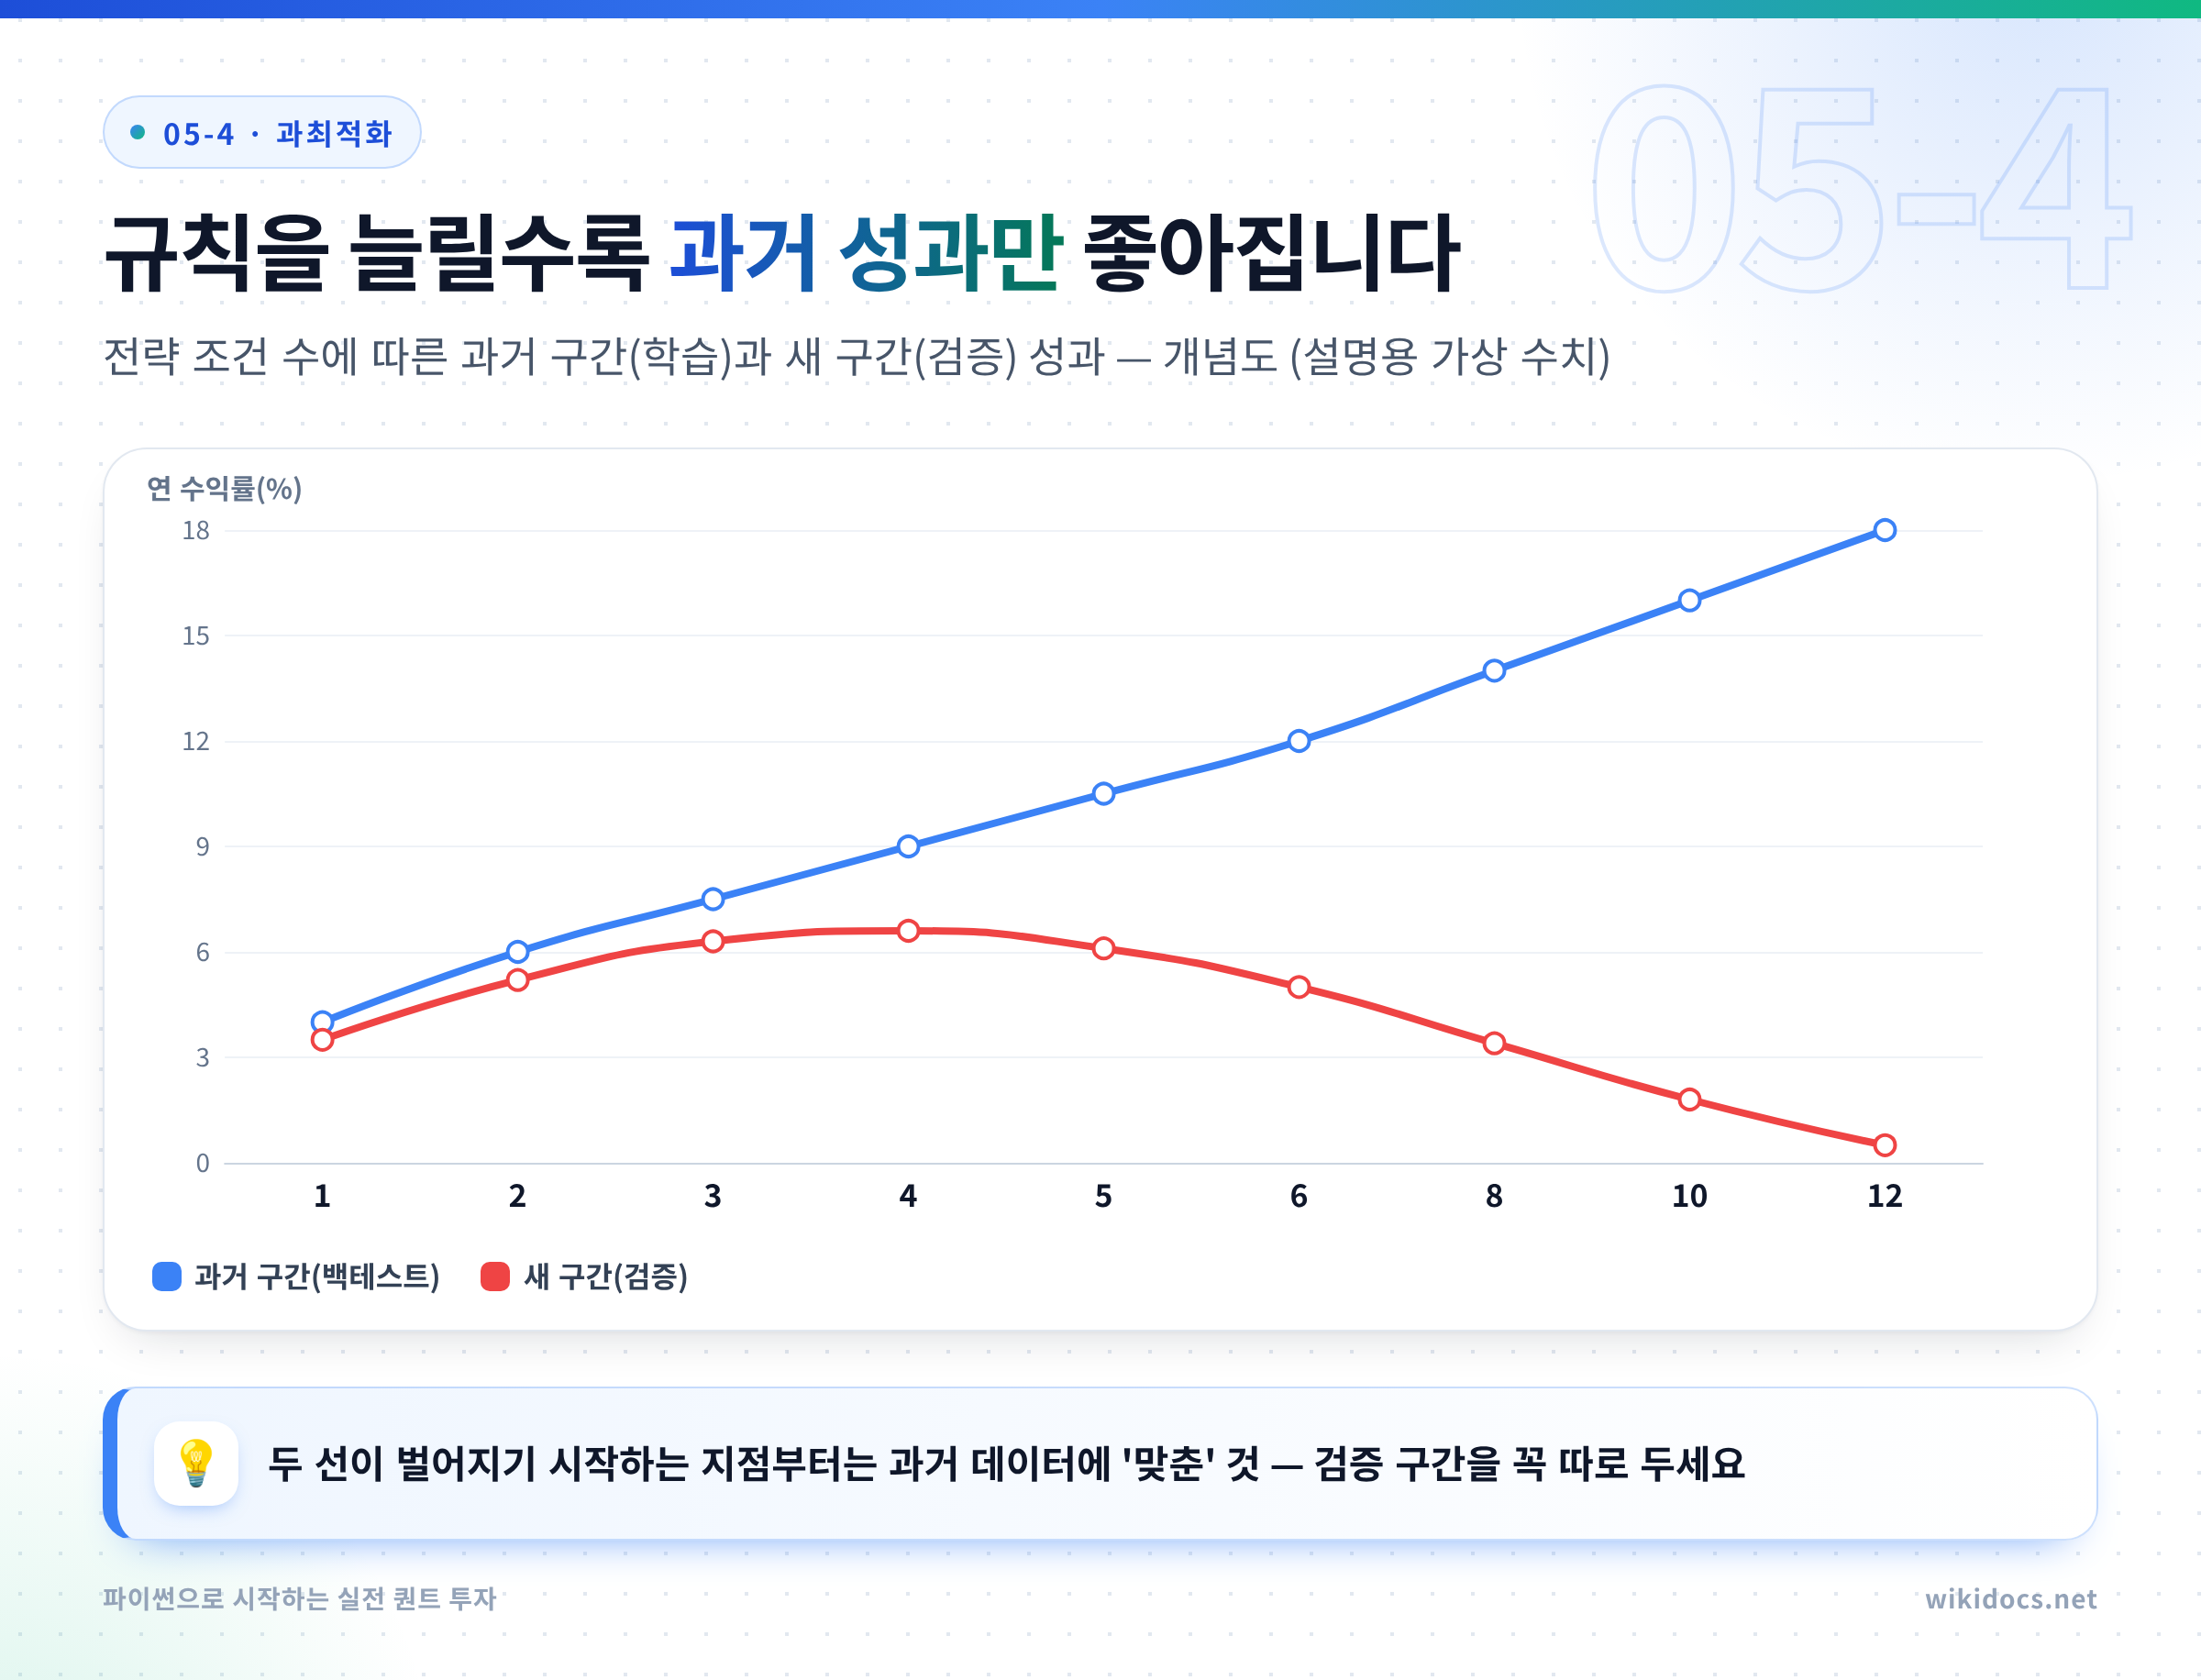 05-4
05-4 · 과최적화
규칙을 늘릴수록 과거 성과만 좋아집니다
전략 조건 수에 따른 과거 구간(학습)과 새 구간(검증) 성과 — 개념도 (설명용 가상 수치)
연 수익률(%)
18
15
12
9
6
3
0
1 2 3 4 5 6 8 10 12
과거 구간(백테스트) 새 구간(검증)
두 선이 벌어지기 시작하는 지점부터는 과거 데이터에 '맞춘' 것 — 검증 구간을 꼭 따로 두세요
파이썬으로 시작하는 실전 퀀트 투자
wikidocs.net